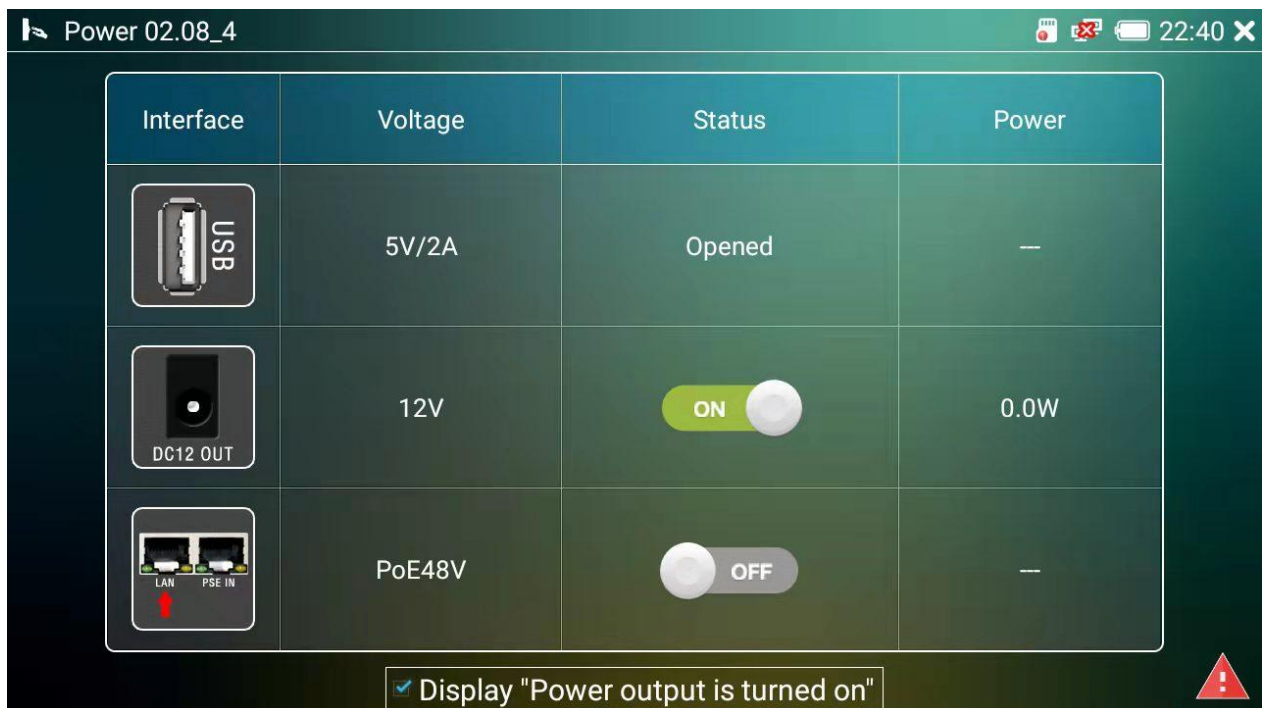 Power 02.08_4
22:40
Interface Voltage Status Power
USB 5V/2A Opened ---
DC12 OUT 12V ON 0.0W
LAN PSE IN PoE48V OFF ---
Display "Power output is turned on"